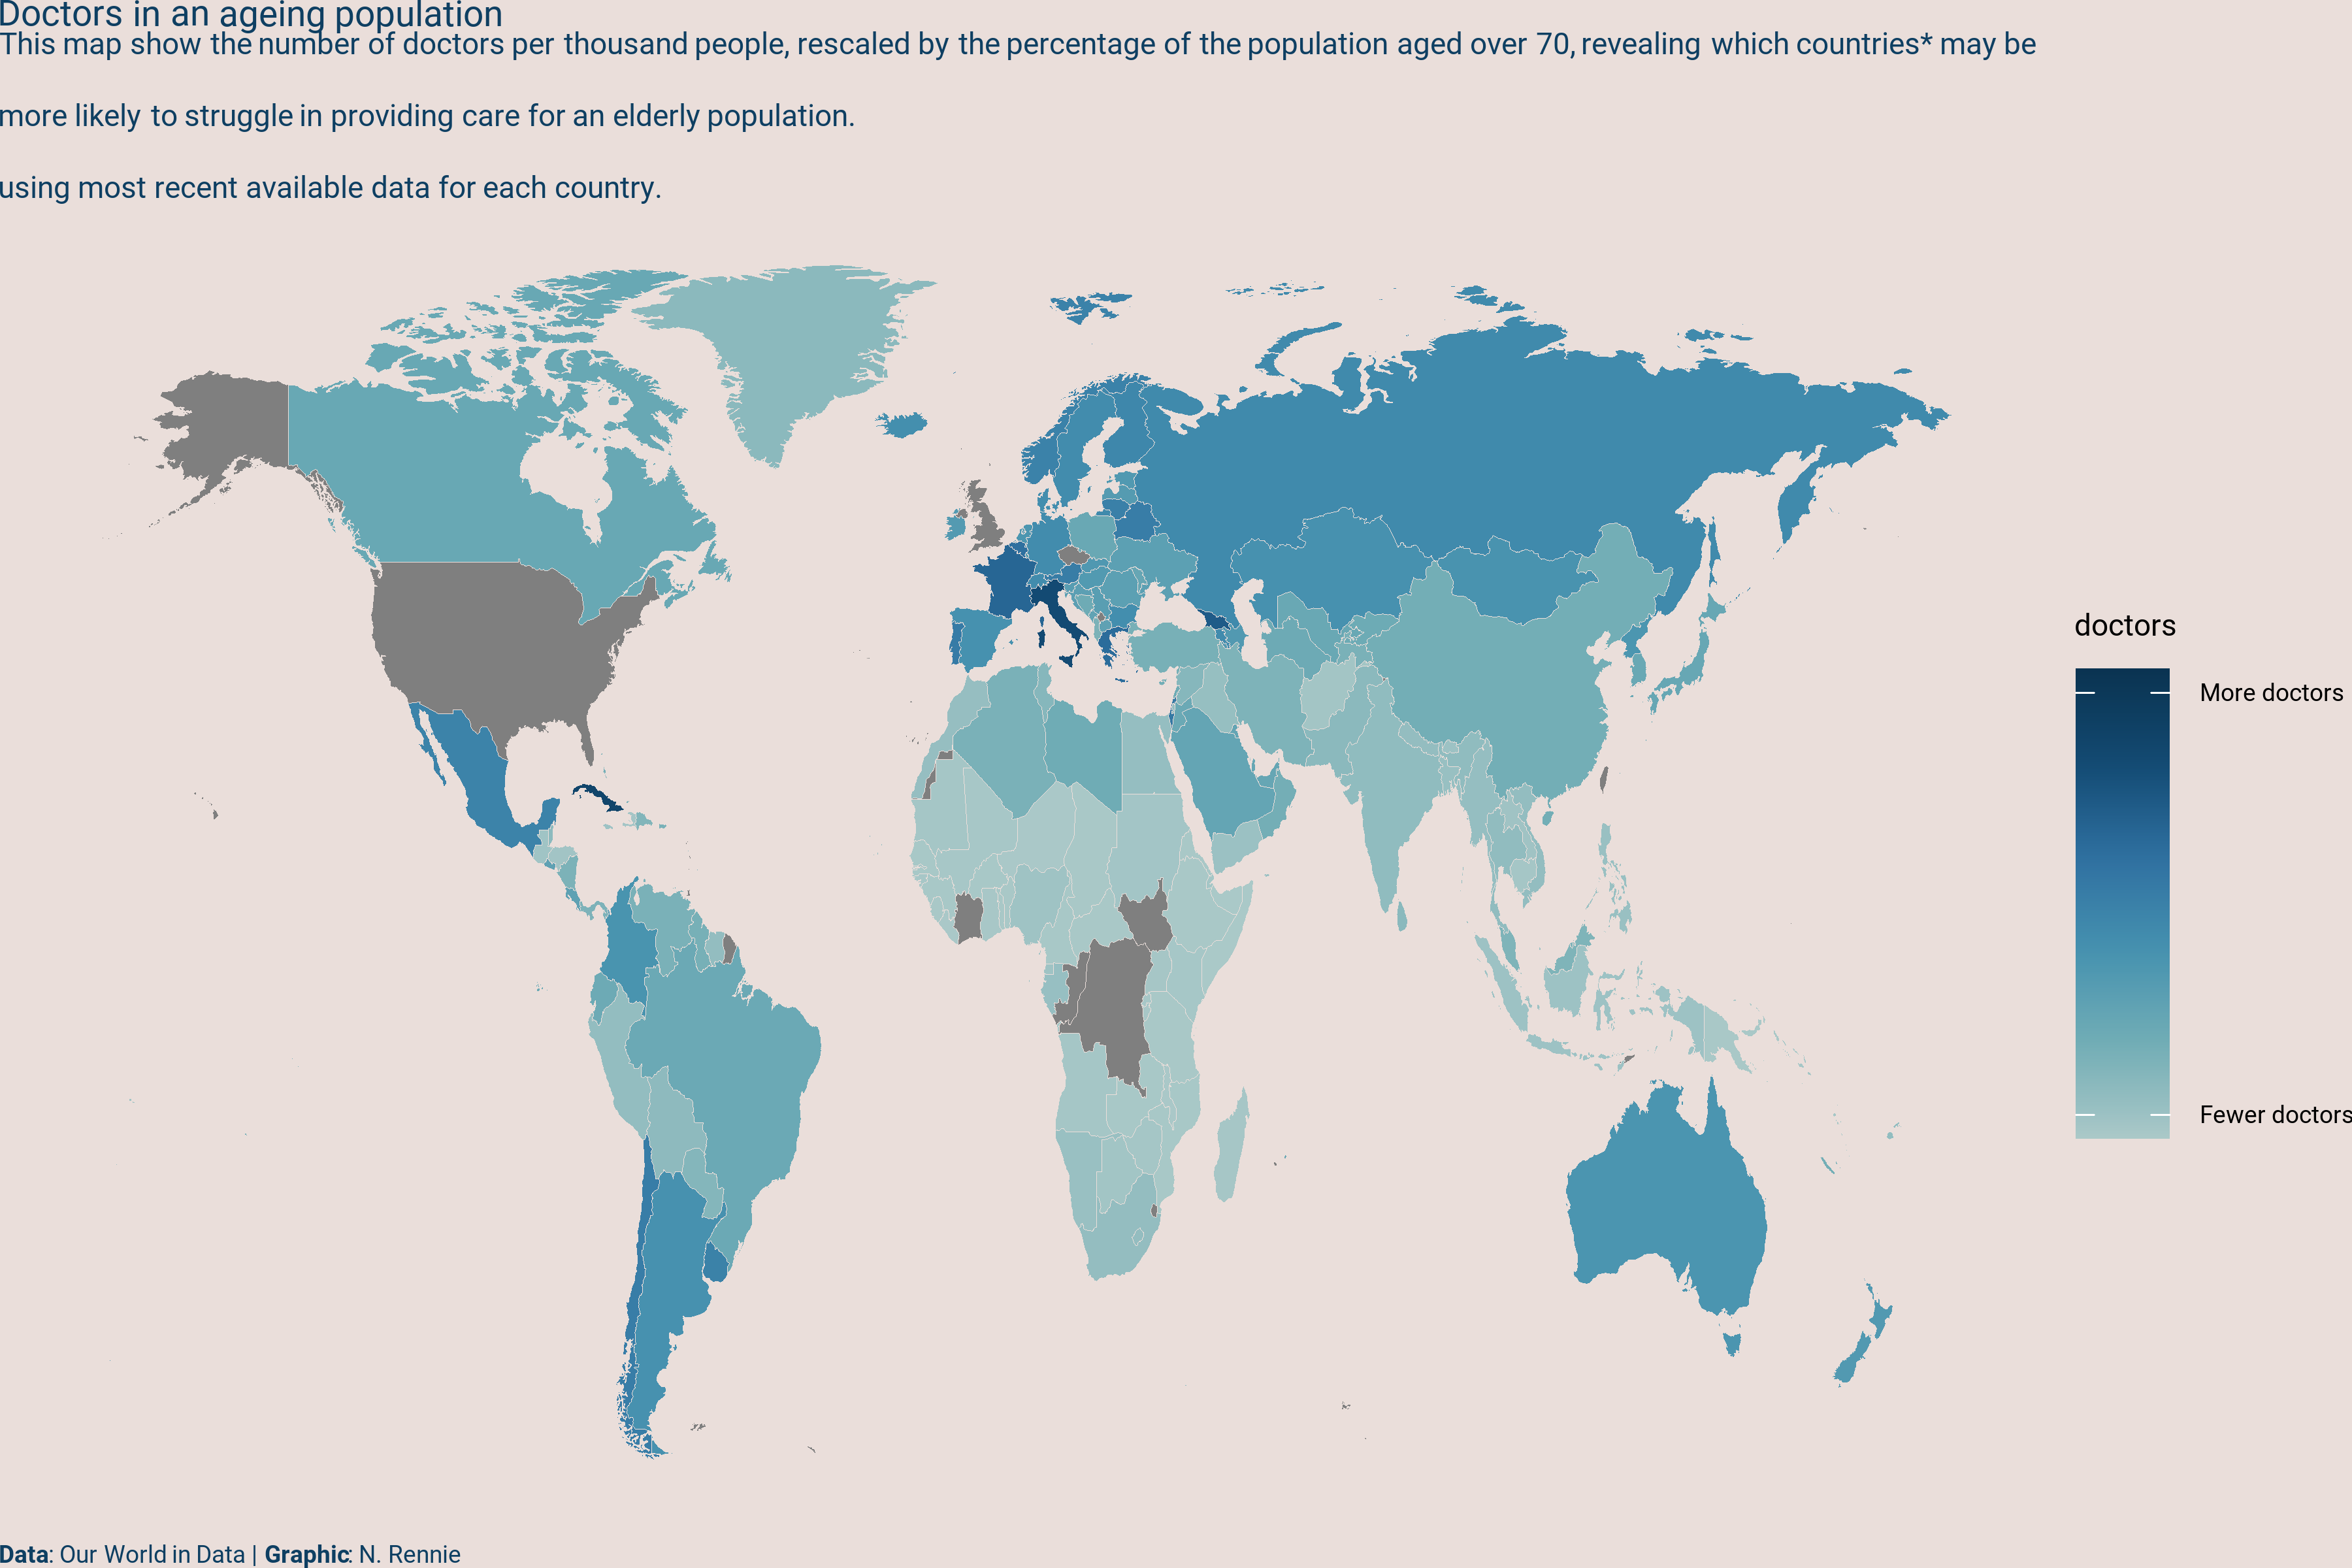 Doctors in an ageing population
This map show the number of doctors per thousand people, rescaled by the percentage of the population aged over 70, revealing which countries* may be
more likely to struggle in providing care for an elderly population.
using most recent available data for each country.
doctors
More doctors
Fewer doctors
Data: Our World in Data | Graphic: N. Rennie